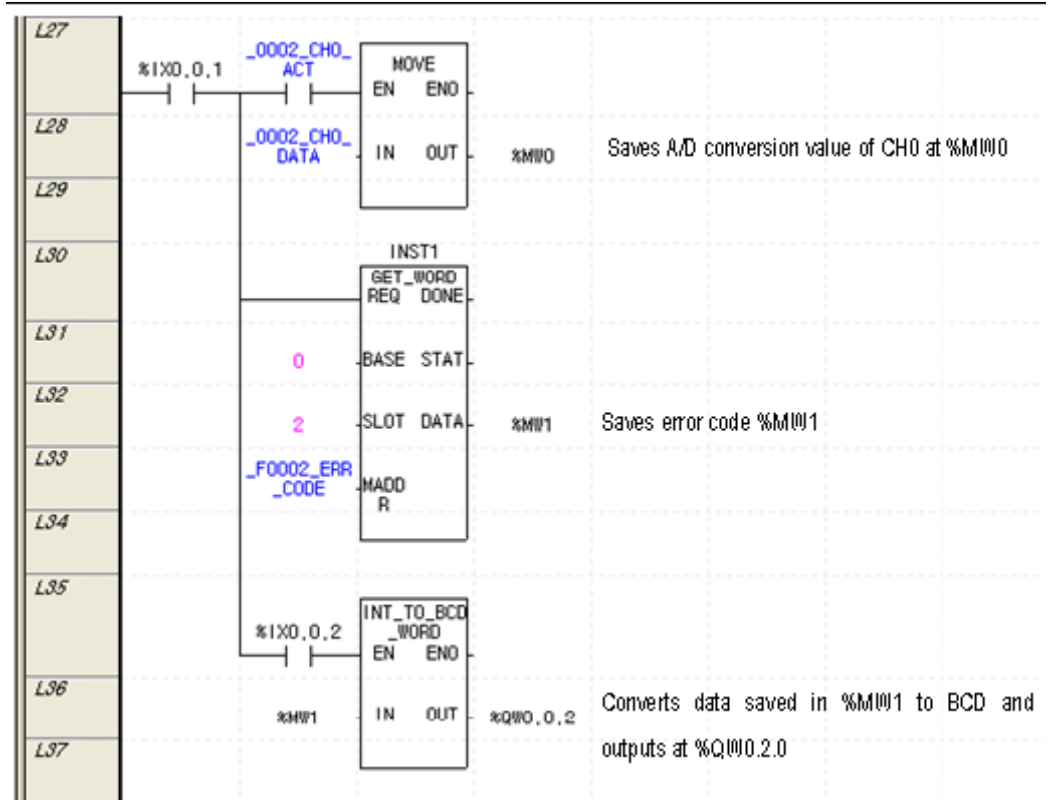 L27
%IX0.0.1
_0002_CH0_
ACT
MOVE
EN ENO
L28
_0002_CH0_
DATA
IN OUT
%MW0
Saves A/D conversion value of CH0 at %MW0
L29
L30
INST1
GET_WORD
REQ DONE
L31
0
BASE STAT
L32
2
SLOT DATA
%MW1
Saves error code %MW1
L33
_F0002_ERR
_CODE
MADD
R
L34
L35
%IX0.0.2
INT_TO_BCD
_WORD
EN ENO
L36
%MW1
IN OUT
%QW0.0.2
Converts data saved in %MW1 to BCD and
L37
outputs at %QW0.2.0